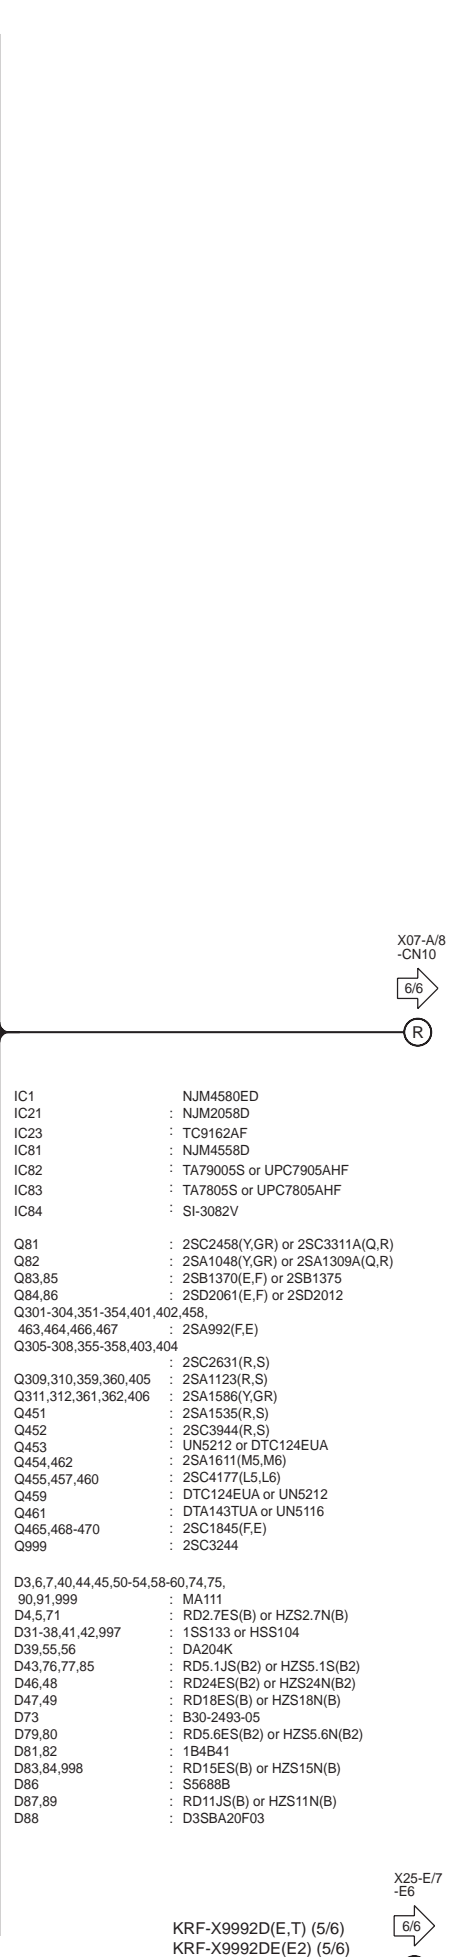 X07-A/8
-CN10
6/6
R
IC1 NJM4580ED
IC21 : NJM2058D
IC23 : TC9162AF
IC81 : NJM4558D
IC82 : TA79005S or UPC7905AHF
IC83 : TA7805S or UPC7805AHF
IC84 : SI-3082V
Q81 : 2SC2458(Y,GR) or 2SC3311A(Q,R)
Q82 : 2SA1048(Y,GR) or 2SA1309A(Q,R)
Q83,85 : 2SB1370(E,F) or 2SB1375
Q84,86 : 2SD2061(E,F) or 2SD2012
Q301-304,351-354,401,402,458,
463,464,466,467 : 2SA992(F,E)
Q305-308,355-358,403,404
: 2SC2631(R,S)
Q309,310,359,360,405 : 2SA1123(R,S)
Q311,312,361,362,406 : 2SA1586(Y,GR)
Q451 : 2SA1535(R,S)
Q452 : 2SC3944(R,S)
Q453 : UN5212 or DTC124EUA
Q454,462 : 2SA1611(M5,M6)
Q455,457,460 : 2SC4177(L5,L6)
Q459 : DTC124EUA or UN5212
Q461 : DTA143TUA or UN5116
Q465,468-470 : 2SC1845(F,E)
Q999 : 2SC3244
D3,6,7,40,44,45,50-54,58-60,74,75,
90,91,999 : MA111
D4,5,71 : RD2.7ES(B) or HZS2.7N(B)
D31-38,41,42,997 : 1SS133 or HSS104
D39,55,56 : DA204K
D43,76,77,85 : RD5.1JS(B2) or HZS5.1S(B2)
D46,48 : RD24ES(B2) or HZS24N(B2)
D47,49 : RD18ES(B) or HZS18N(B)
D73 : B30-2493-05
D79,80 : RD5.6ES(B2) or HZS5.6N(B2)
D81,82 : 1B4B41
D83,84,998 : RD15ES(B) or HZS15N(B)
D86 : S5688B
D87,89 : RD11JS(B) or HZS11N(B)
D88 : D3SBA20F03
X25-E/7
-E6
6/6
KRF-X9992D(E,T) (5/6)
KRF-X9992DE(E2) (5/6)